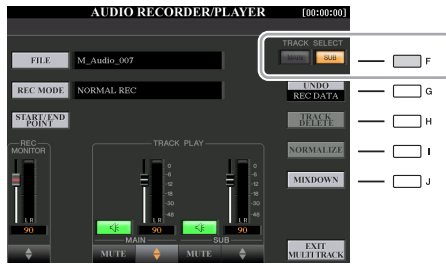 AUDIO RECORDER/PLAYER [00:00:00]
TRACK SELECT
MAIN SUB
F
FILE M_Audio_007
G
REC MODE NORMAL REC
UNDO
REC DATA
START/END
POINT
TRACK
DELETE
H
REC
MONITOR
TRACK PLAY
NORMALIZE
I
0
-6
-12
-18
-30
-48
0
-6
-12
-18
-30
-48
MIXDOWN
J
L R
L R
L R
90
90
90
MAIN
SUB
MUTE
MUTE
EXIT
MULTI TRACK